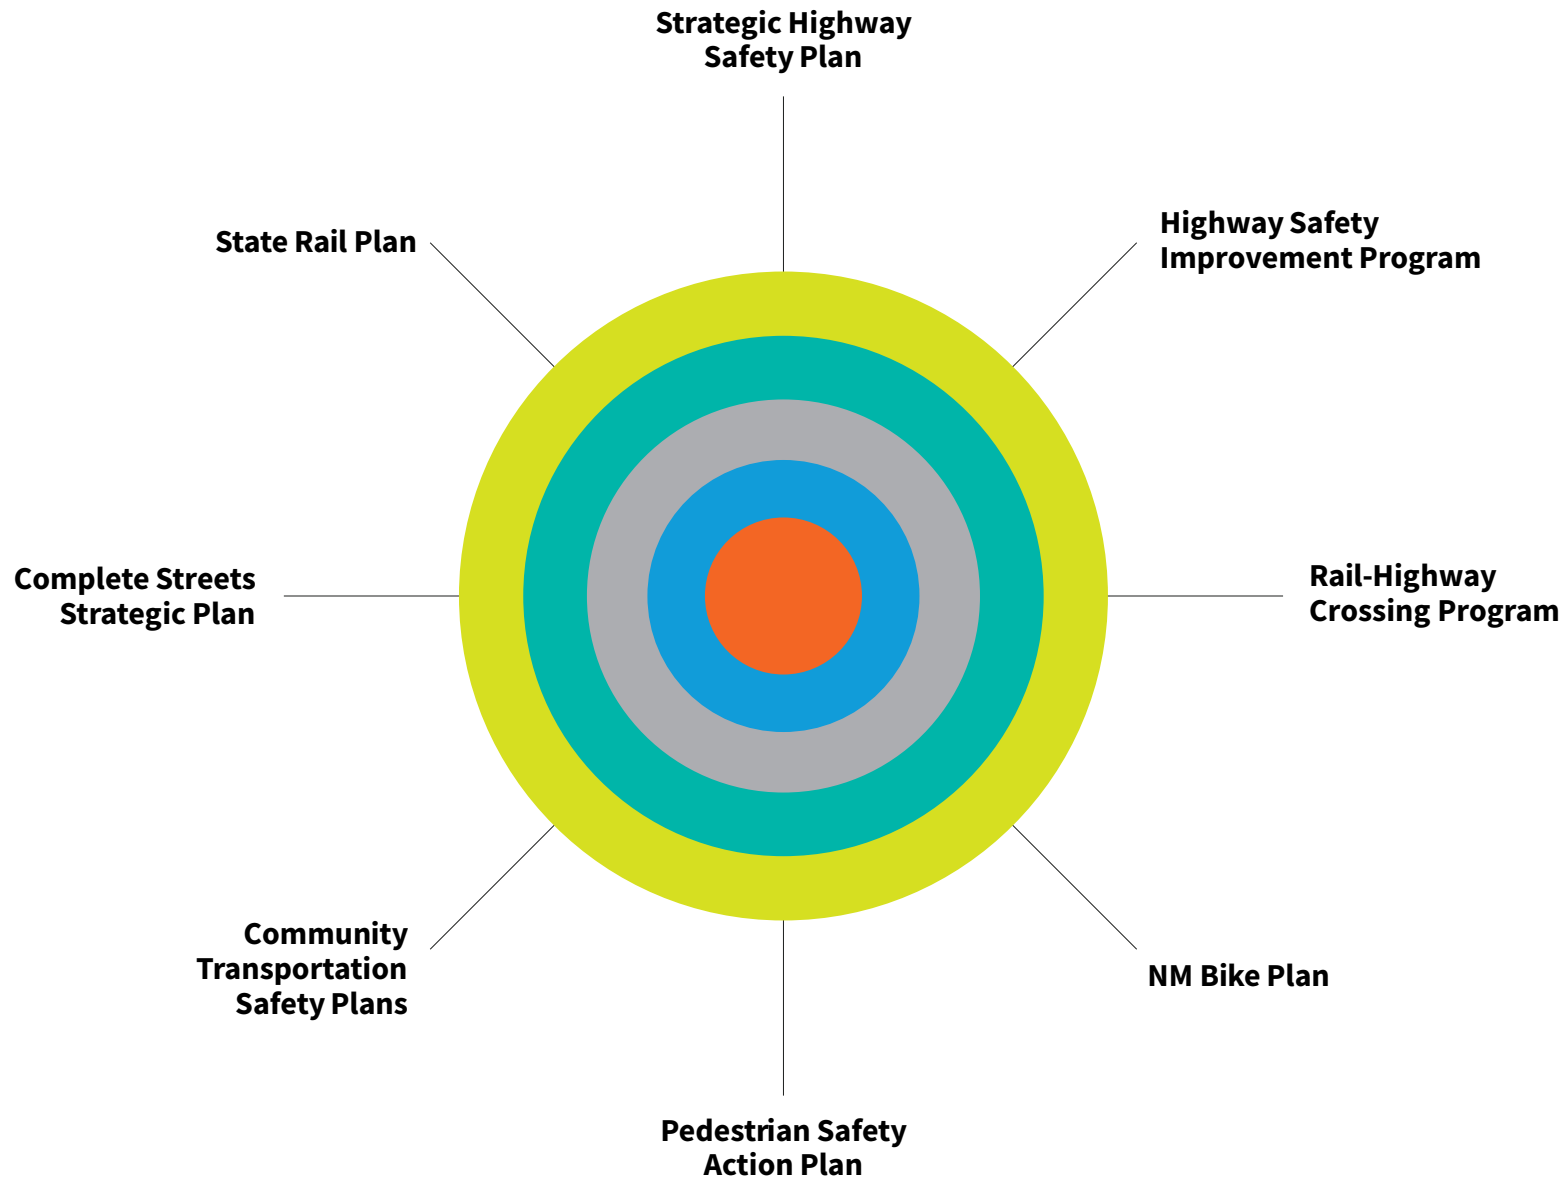 Strategic Highway
Safety Plan
State Rail Plan
Highway Safety
Improvement Program
Complete Streets
Strategic Plan
Rail-Highway
Crossing Program
Community
Transportation
Safety Plans
NM Bike Plan
Pedestrian Safety
Action Plan